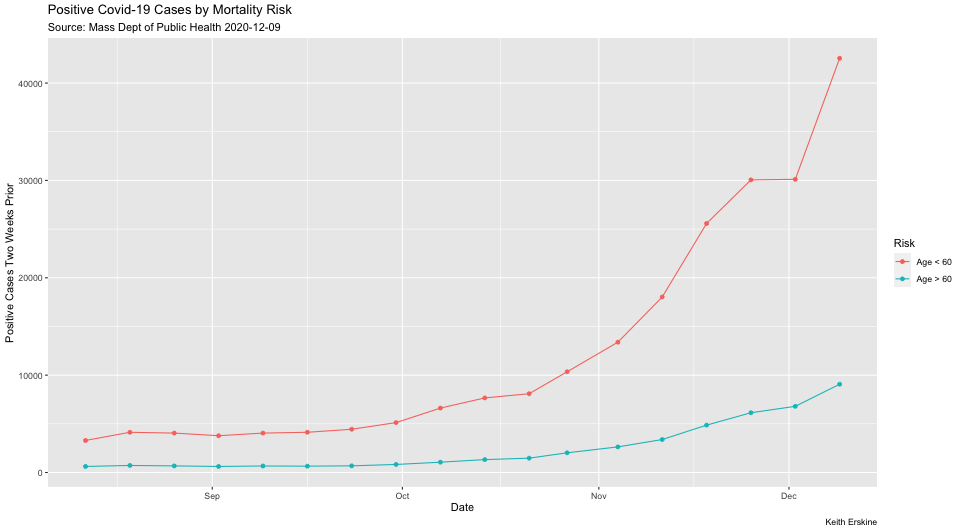 Positive Covid-19 Cases by Mortality Risk
Source: Mass Dept of Public Health 2020-12-09
Positive Cases Two Weeks Prior
40000
30000
20000
10000
0
Sep
Oct
Nov
Dec
Date
Risk
Age < 60
Age > 60
Keith Erskine